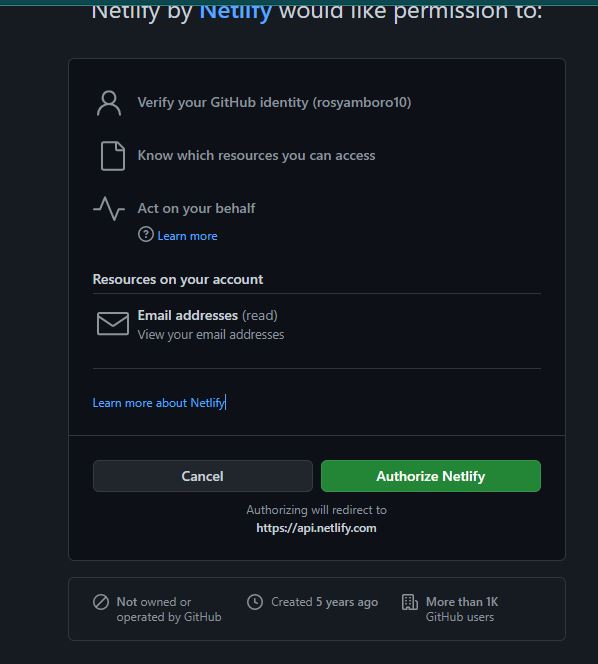 Netlify by Netlify would like permission to:
Verify your GitHub identity (rosyamboro10)
Know which resources you can access
Act on your behalf
Learn more
Resources on your account
Email addresses (read)
View your email addresses
Learn more about Netlify
Cancel
Authorize Netlify
Authorizing will redirect to
https://api.netlify.com
Not owned or
operated by GitHub
Created 5 years ago
More than 1K
GitHub users